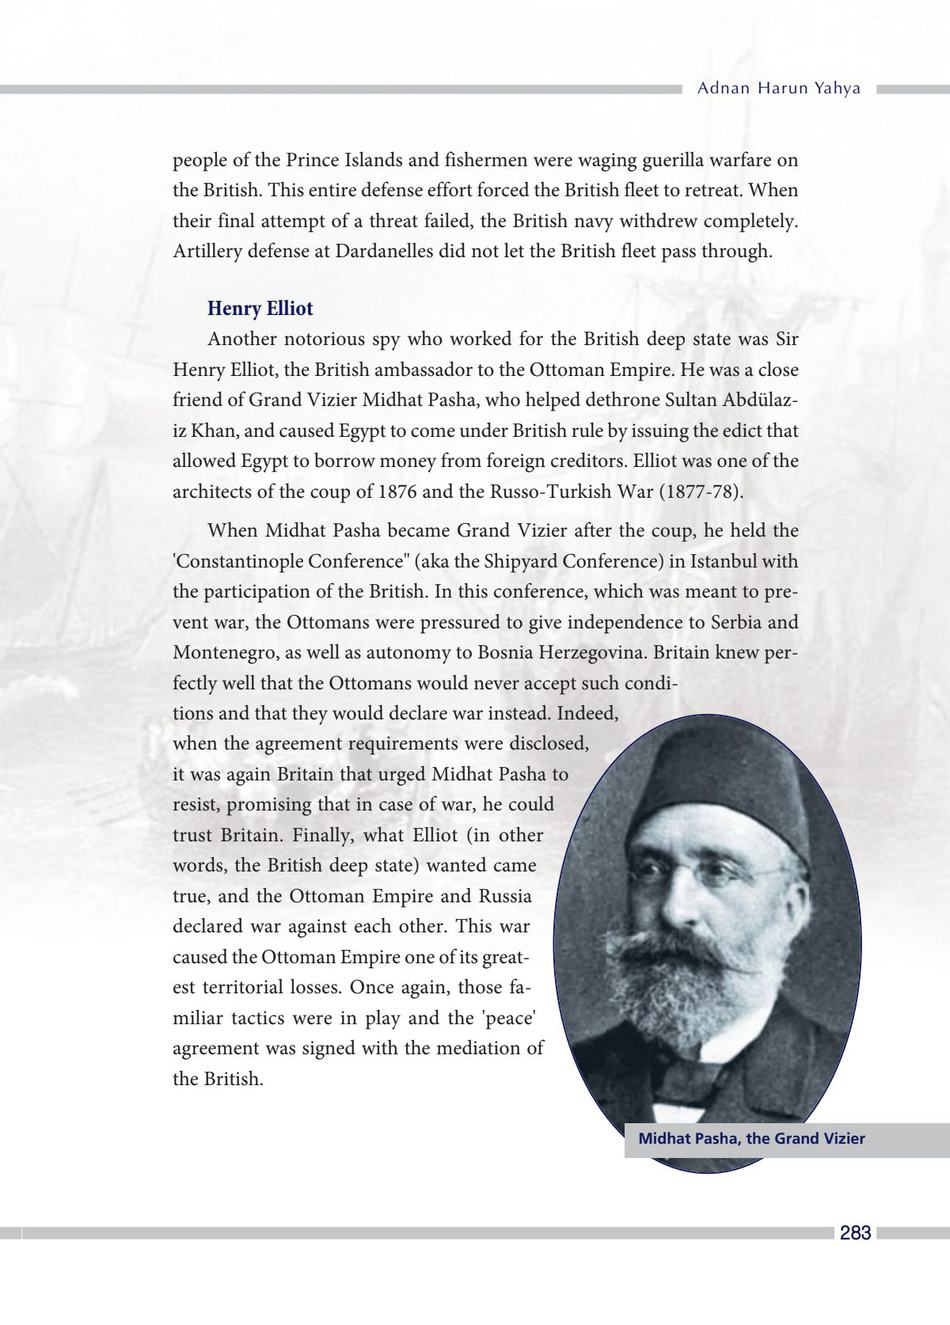 Adnan Harun Yahya
people of the Prince Islands and fishermen were waging guerilla warfare on
the British. This entire defense effort forced the British fleet to retreat. When
their final attempt of a threat failed, the British navy withdrew completely.
Artillery defense at Dardanelles did not let the British fleet pass through.
Henry Elliot
Another notorious spy who worked for the British deep state was Sir
Henry Elliot, the British ambassador to the Ottoman Empire. He was a close
friend of Grand Vizier Midhat Pasha, who helped dethrone Sultan Abdülaz-
iz Khan, and caused Egypt to come under British rule by issuing the edict that
allowed Egypt to borrow money from foreign creditors. Elliot was one of the
architects of the coup of 1876 and the Russo-Turkish War (1877-78).
When Midhat Pasha became Grand Vizier after the coup, he held the
'Constantinople Conference" (aka the Shipyard Conference) in Istanbul with
the participation of the British. In this conference, which was meant to pre-
vent war, the Ottomans were pressured to give independence to Serbia and
Montenegro, as well as autonomy to Bosnia Herzegovina. Britain knew per-
fectly well that the Ottomans would never accept such condi-
tions and that they would declare war instead. Indeed,
when the agreement requirements were disclosed,
it was again Britain that urged Midhat Pasha to
resist, promising that in case of war, he could
trust Britain. Finally, what Elliot (in other
words, the British deep state) wanted came
true, and the Ottoman Empire and Russia
declared war against each other. This war
caused the Ottoman Empire one of its great-
est territorial losses. Once again, those fa-
miliar tactics were in play and the 'peace'
agreement was signed with the mediation of
the British.
Midhat Pasha, the Grand Vizier
283